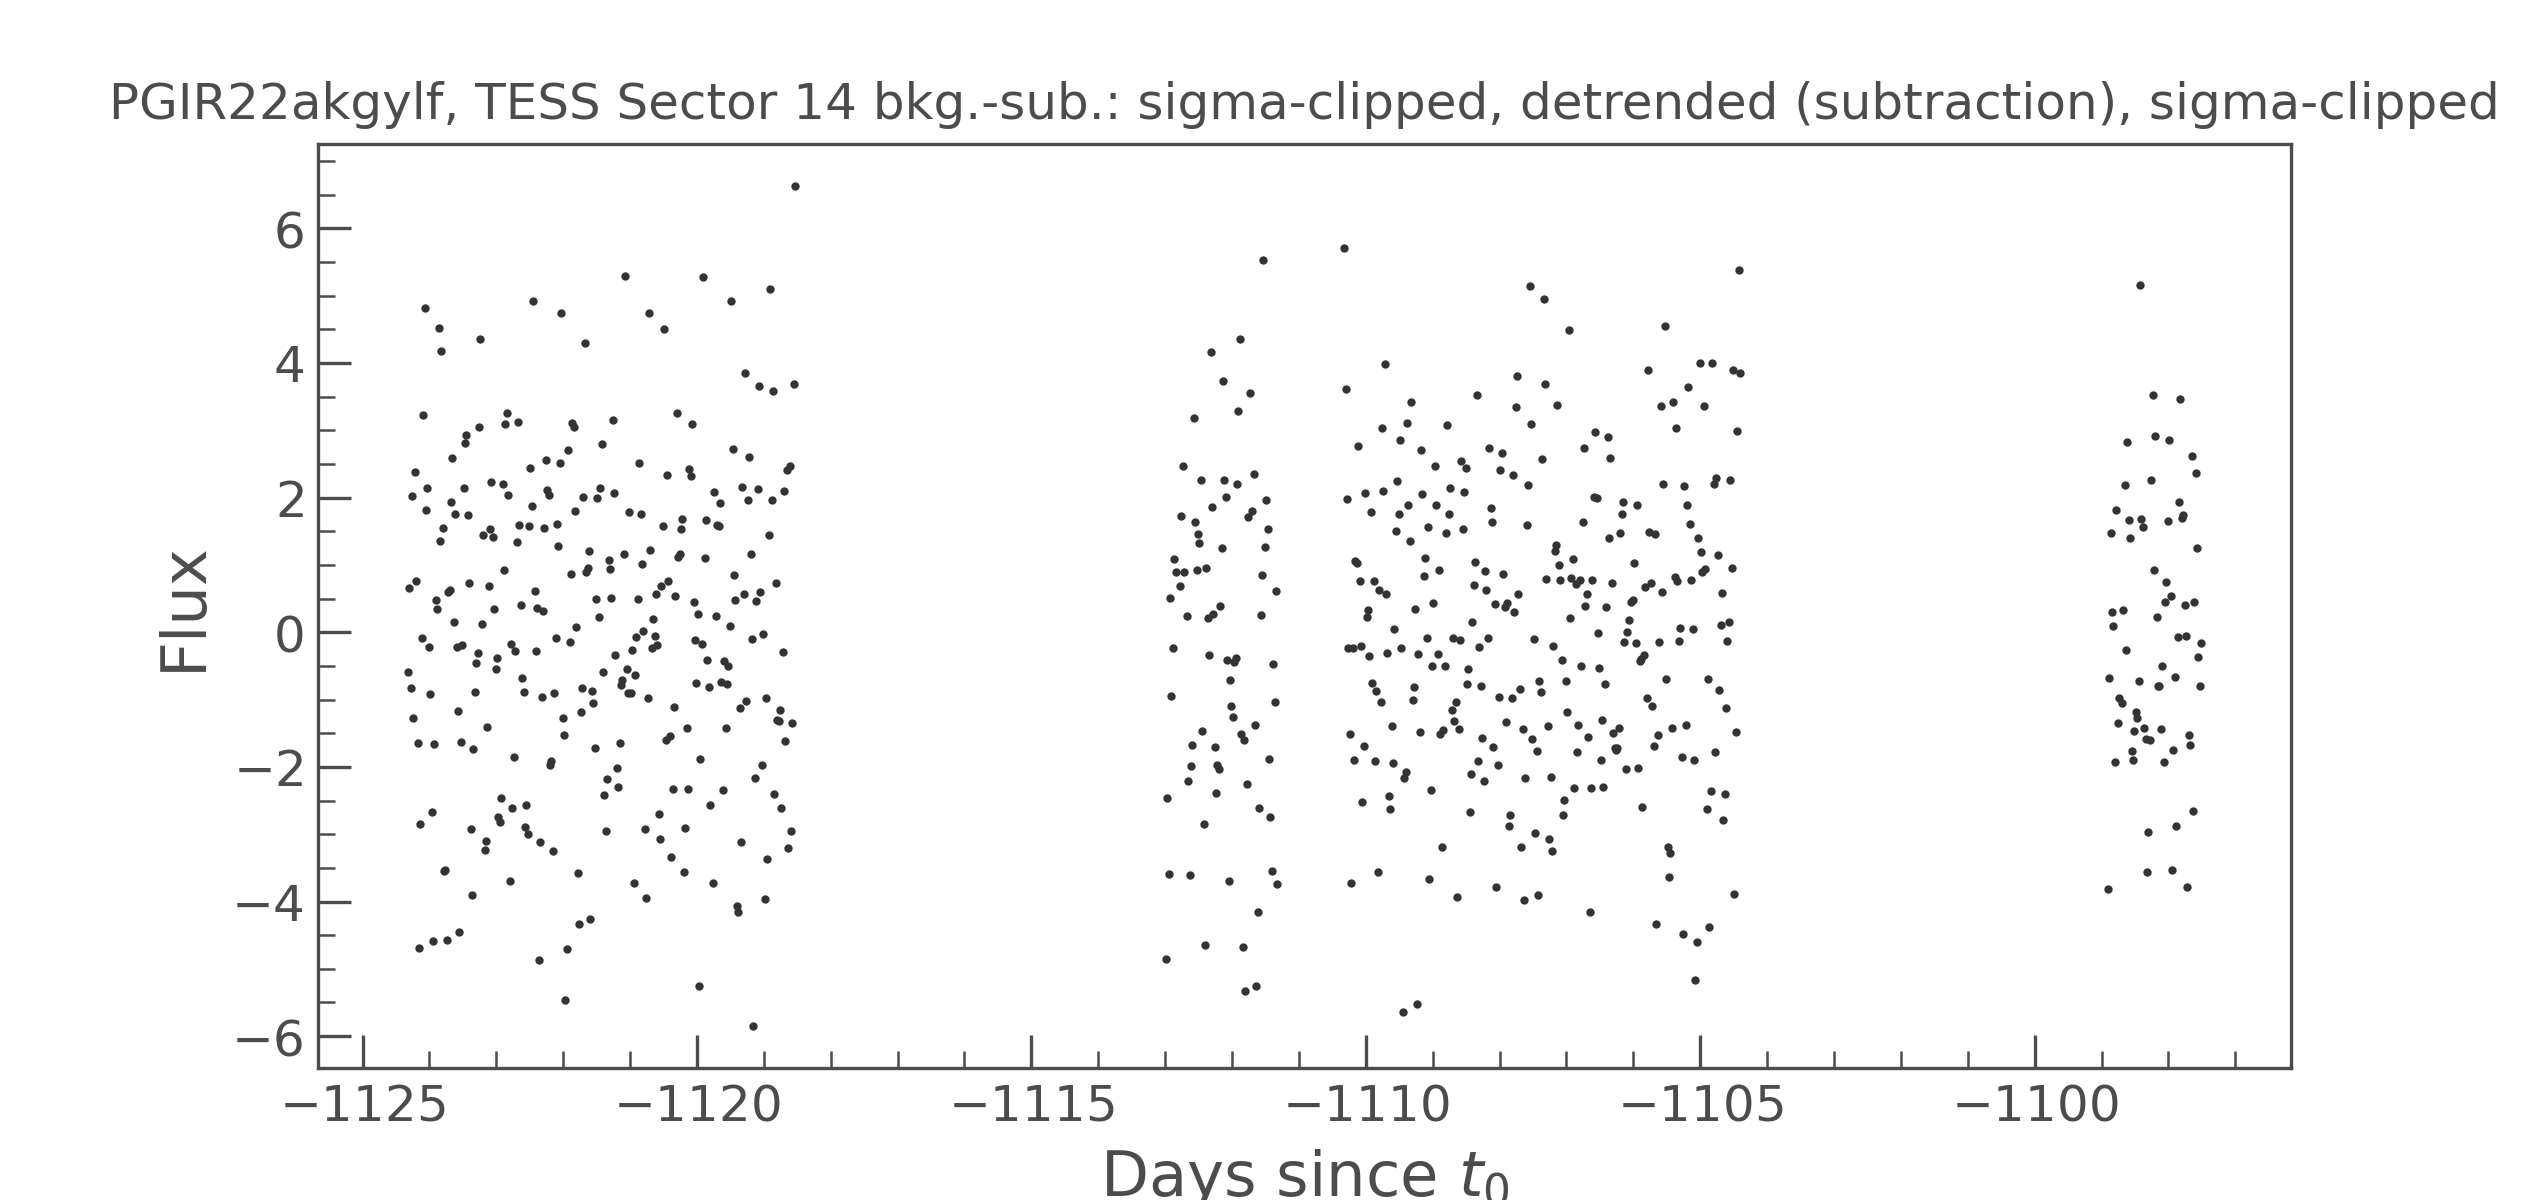 PGIR22akgylf, TESS Sector 14 bkg.-sub.: sigma-clipped, detrended (subtraction), sigma-clipped
Flux
6
4
2
0
−2
−4
−6
−1125 −1120 −1115 −1110 −1105 −1100
Days since t0